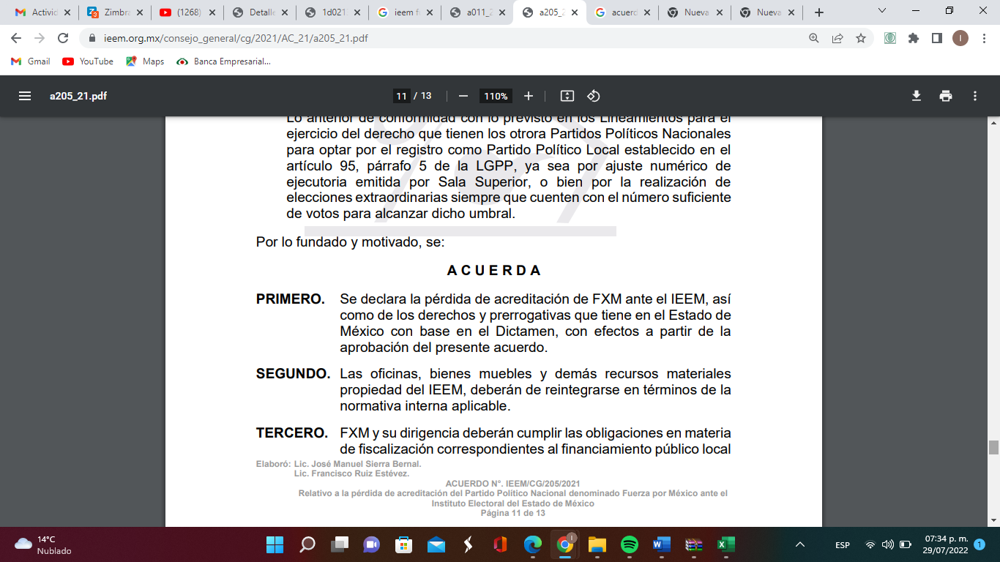 Activid
Zimbra
(1268)
Detalle
1d021
ieem f
a011_2
a205_2
acuerd
Nueva
Nueva
ieem.org.mx/consejo_general/cg/2021/AC_21/a205_21.pdf
I
Gmail
YouTube
Maps
Banca Empresarial...
a205_21.pdf
11 / 13
110%
Lo anterior de conformidad con lo previsto en los Lineamientos para el
ejercicio del derecho que tienen los otrora Partidos Políticos Nacionales
para optar por el registro como Partido Político Local establecido en el
artículo 95, párrafo 5 de la LGPP, ya sea por ajuste numérico de
ejecutoria emitida por Sala Superior, o bien por la realización de
elecciones extraordinarias siempre que cuenten con el número suficiente
de votos para alcanzar dicho umbral.
Por lo fundado y motivado, se:
A C U E R D A
PRIMERO. Se declara la pérdida de acreditación de FXM ante el IEEM, así
como de los derechos y prerrogativas que tiene en el Estado de
México con base en el Dictamen, con efectos a partir de la
aprobación del presente acuerdo.
SEGUNDO. Las oficinas, bienes muebles y demás recursos materiales
propiedad del IEEM, deberán de reintegrarse en términos de la
normativa interna aplicable.
TERCERO. FXM y su dirigencia deberán cumplir las obligaciones en materia
de fiscalización correspondientes al financiamiento público local
Elaboró: Lic. José Manuel Sierra Bernal.
Lic. Francisco Ruiz Estévez.
ACUERDO N°. IEEM/CG/205/2021
Relativo a la pérdida de acreditación del Partido Político Nacional denominado Fuerza por México ante el
Instituto Electoral del Estado de México
Página 11 de 13
14°C
Nublado
ESP
07:34 p. m.
29/07/2022
1